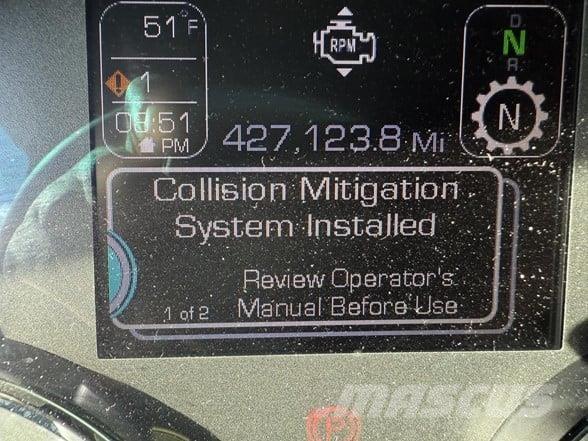 51°F
1
08:51
PM
RPM
427,123.8 Mi
D
N
R
N
Collision Mitigation
System Installed
Review Operator's
Manual Before Use
1 of 2
(P)
MASCUS